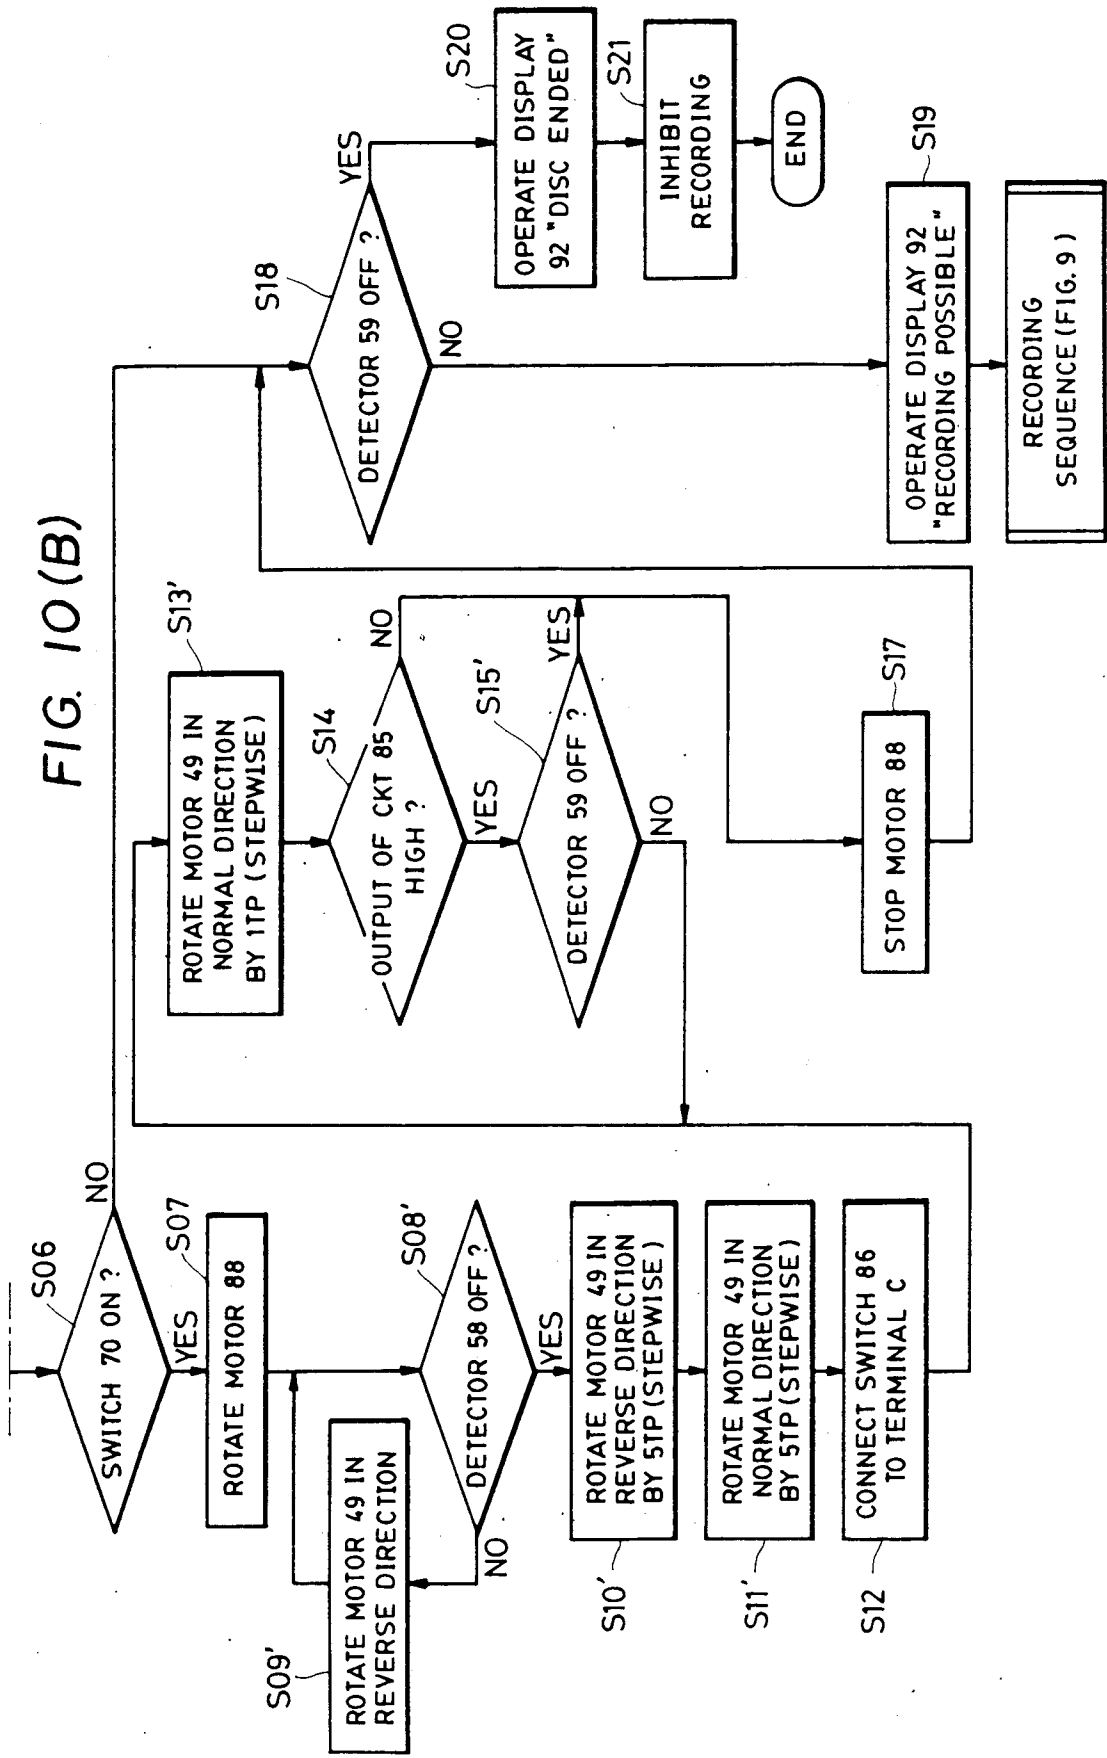 FIG. 10(B)
S06
SWITCH 70 ON ?
NO
YES
S07
ROTATE MOTOR 88
S09'
ROTATE MOTOR 49 IN
REVERSE DIRECTION
S08'
DETECTOR 58 OFF ?
NO
YES
S10'
ROTATE MOTOR 49 IN
REVERSE DIRECTION
BY 5TP (STEPWISE)
S11'
ROTATE MOTOR 49 IN
NORMAL DIRECTION
BY 5TP (STEPWISE)
S12
CONNECT SWITCH 86
TO TERMINAL C
S13'
ROTATE MOTOR 49 IN
NORMAL DIRECTION
BY 1TP (STEPWISE)
S14
OUTPUT OF CKT 85
HIGH ?
NO
YES
S15'
DETECTOR 59 OFF ?
YES
NO
S17
STOP MOTOR 88
S18
DETECTOR 59 OFF ?
YES
NO
S20
OPERATE DISPLAY
92 "DISC ENDED"
S21
INHIBIT
RECORDING
END
S19
OPERATE DISPLAY 92
"RECORDING POSSIBLE"
RECORDING
SEQUENCE (FIG. 9)